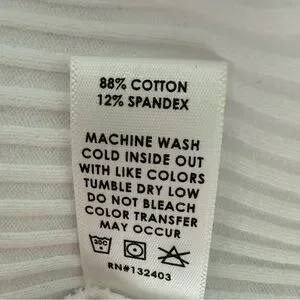 88% COTTON
12% SPANDEX
MACHINE WASH
COLD INSIDE OUT
WITH LIKE COLORS
TUMBLE DRY LOW
DO NOT BLEACH
COLOR TRANSFER
MAY OCCUR
30C
RN#132403